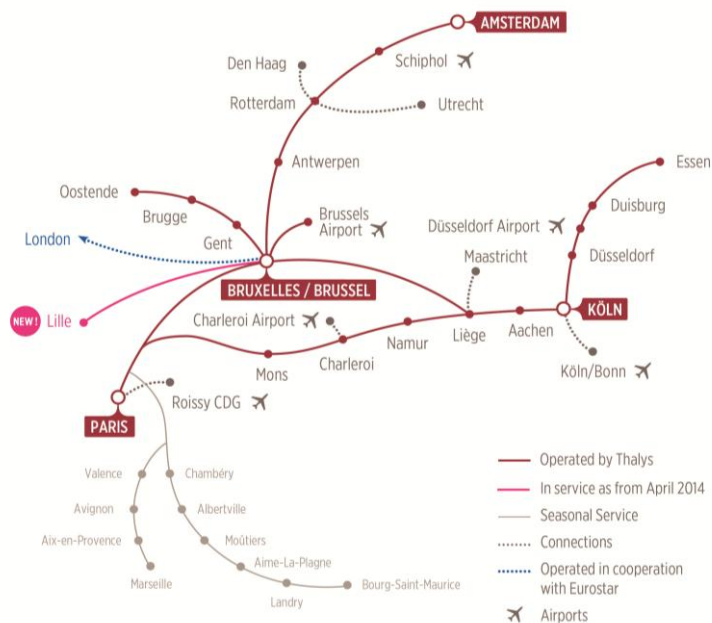 AMSTERDAM
Schiphol
Den Haag
Rotterdam
Utrecht
Antwerpen
Essen
Oostende
Brugge
Gent
Brussels
Airport
Duisburg
Düsseldorf Airport
Düsseldorf
London
Maastricht
BRUXELLES / BRUSSEL
NEW! Lille
Charleroi Airport
KÖLN
Liège
Aachen
Namur
Charleroi
Mons
Köln/Bonn
Roissy CDG
PARIS
Valence
Chambéry
Avignon
Albertville
Aix-en-Provence
Moûtiers
Marseille
Aime-La-Plagne
Landry
Bourg-Saint-Maurice
Operated by Thalys
In service as from April 2014
Seasonal Service
Connections
Operated in cooperation
with Eurostar
Airports